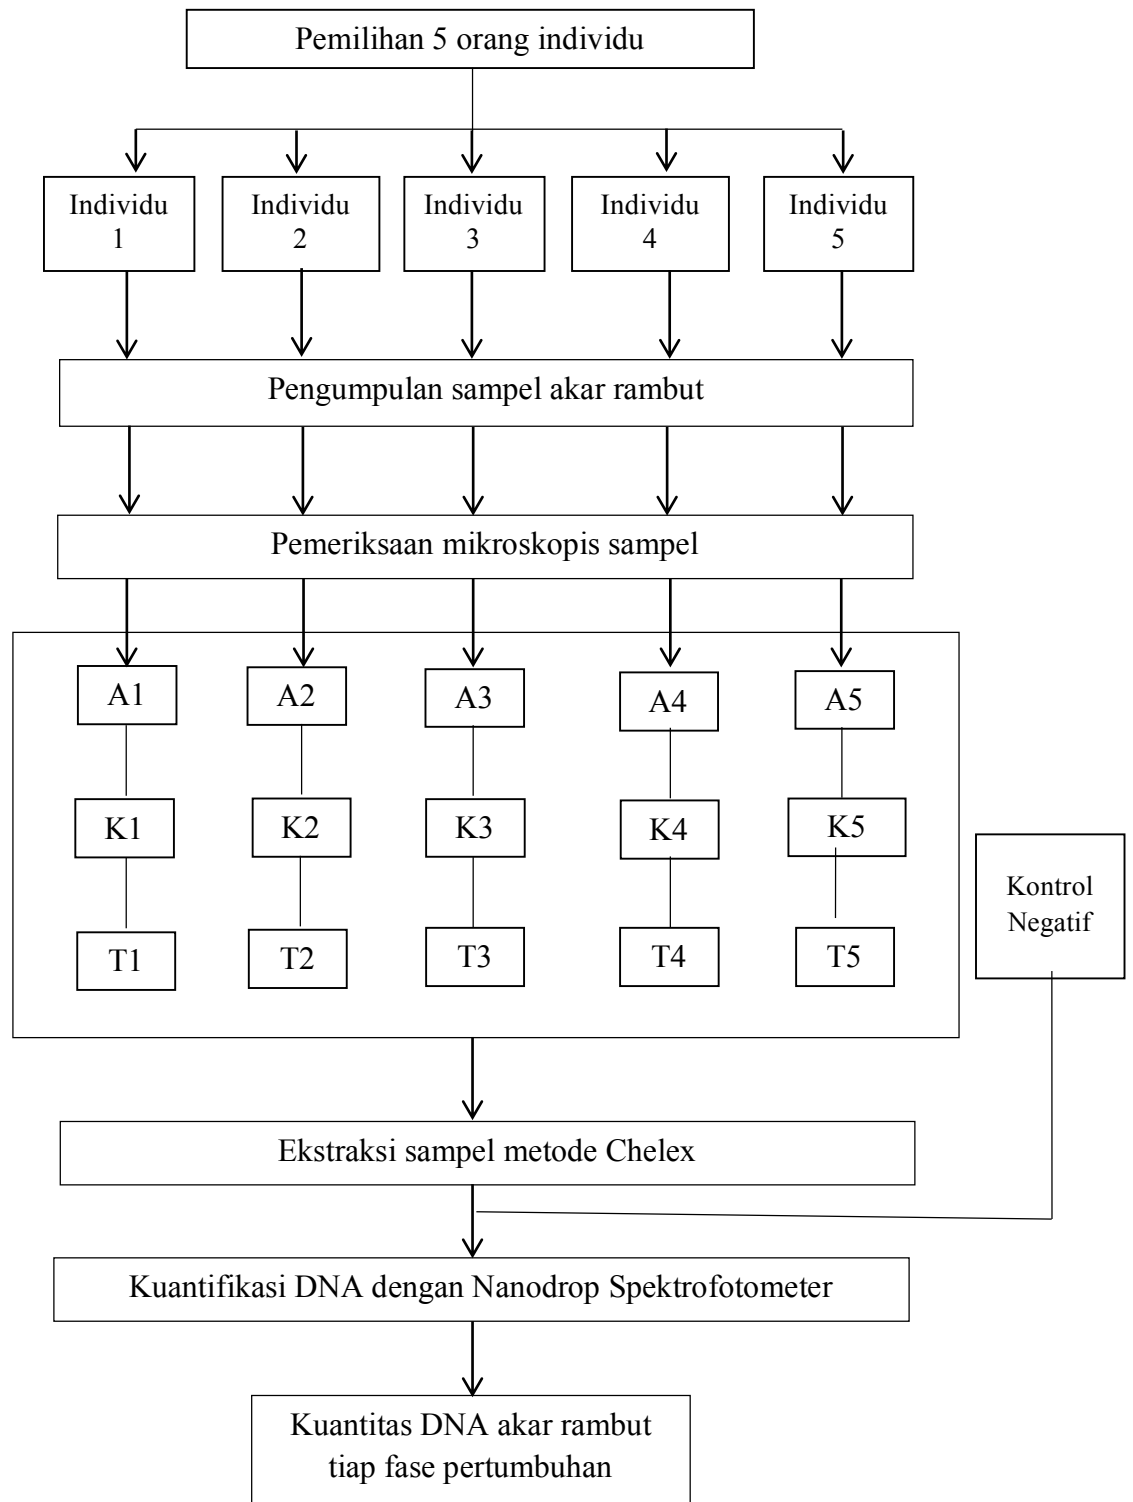 Pemilihan 5 orang individu
Individu
1
Individu
2
Individu
3
Individu
4
Individu
5
Pengumpulan sampel akar rambut
Pemeriksaan mikroskopis sampel
A1
A2
A3
A4
A5
K1
K2
K3
K4
K5
Kontrol
Negatif
T1
T2
T3
T4
T5
Ekstraksi sampel metode Chelex
Kuantifikasi DNA dengan Nanodrop Spektrofotometer
Kuantitas DNA akar rambut
tiap fase pertumbuhan